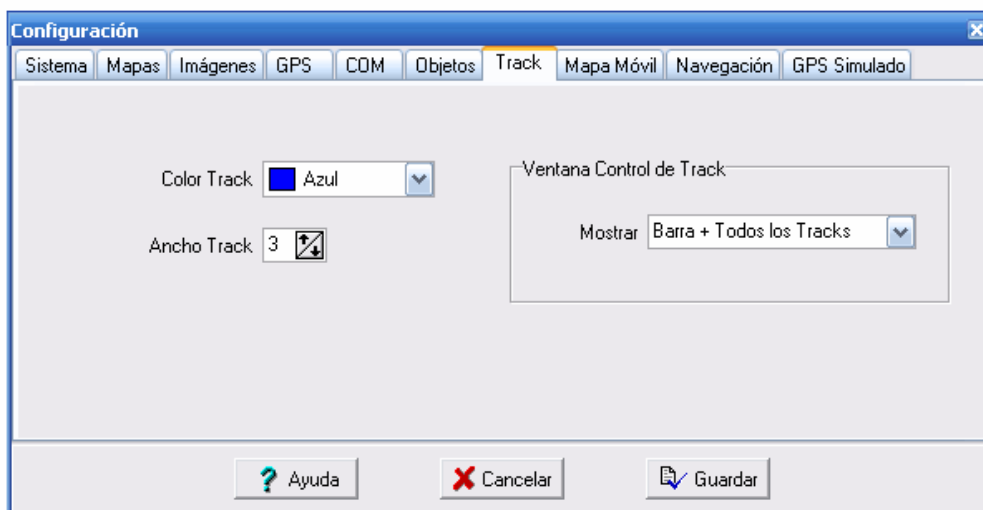 Configuración
Sistema Mapas Imágenes GPS COM Objetos Track Mapa Móvil Navegación GPS Simulado
Color Track Azul
Ancho Track 3
Ventana Control de Track
Mostrar Barra + Todos los Tracks
? Ayuda Cancelar Guardar